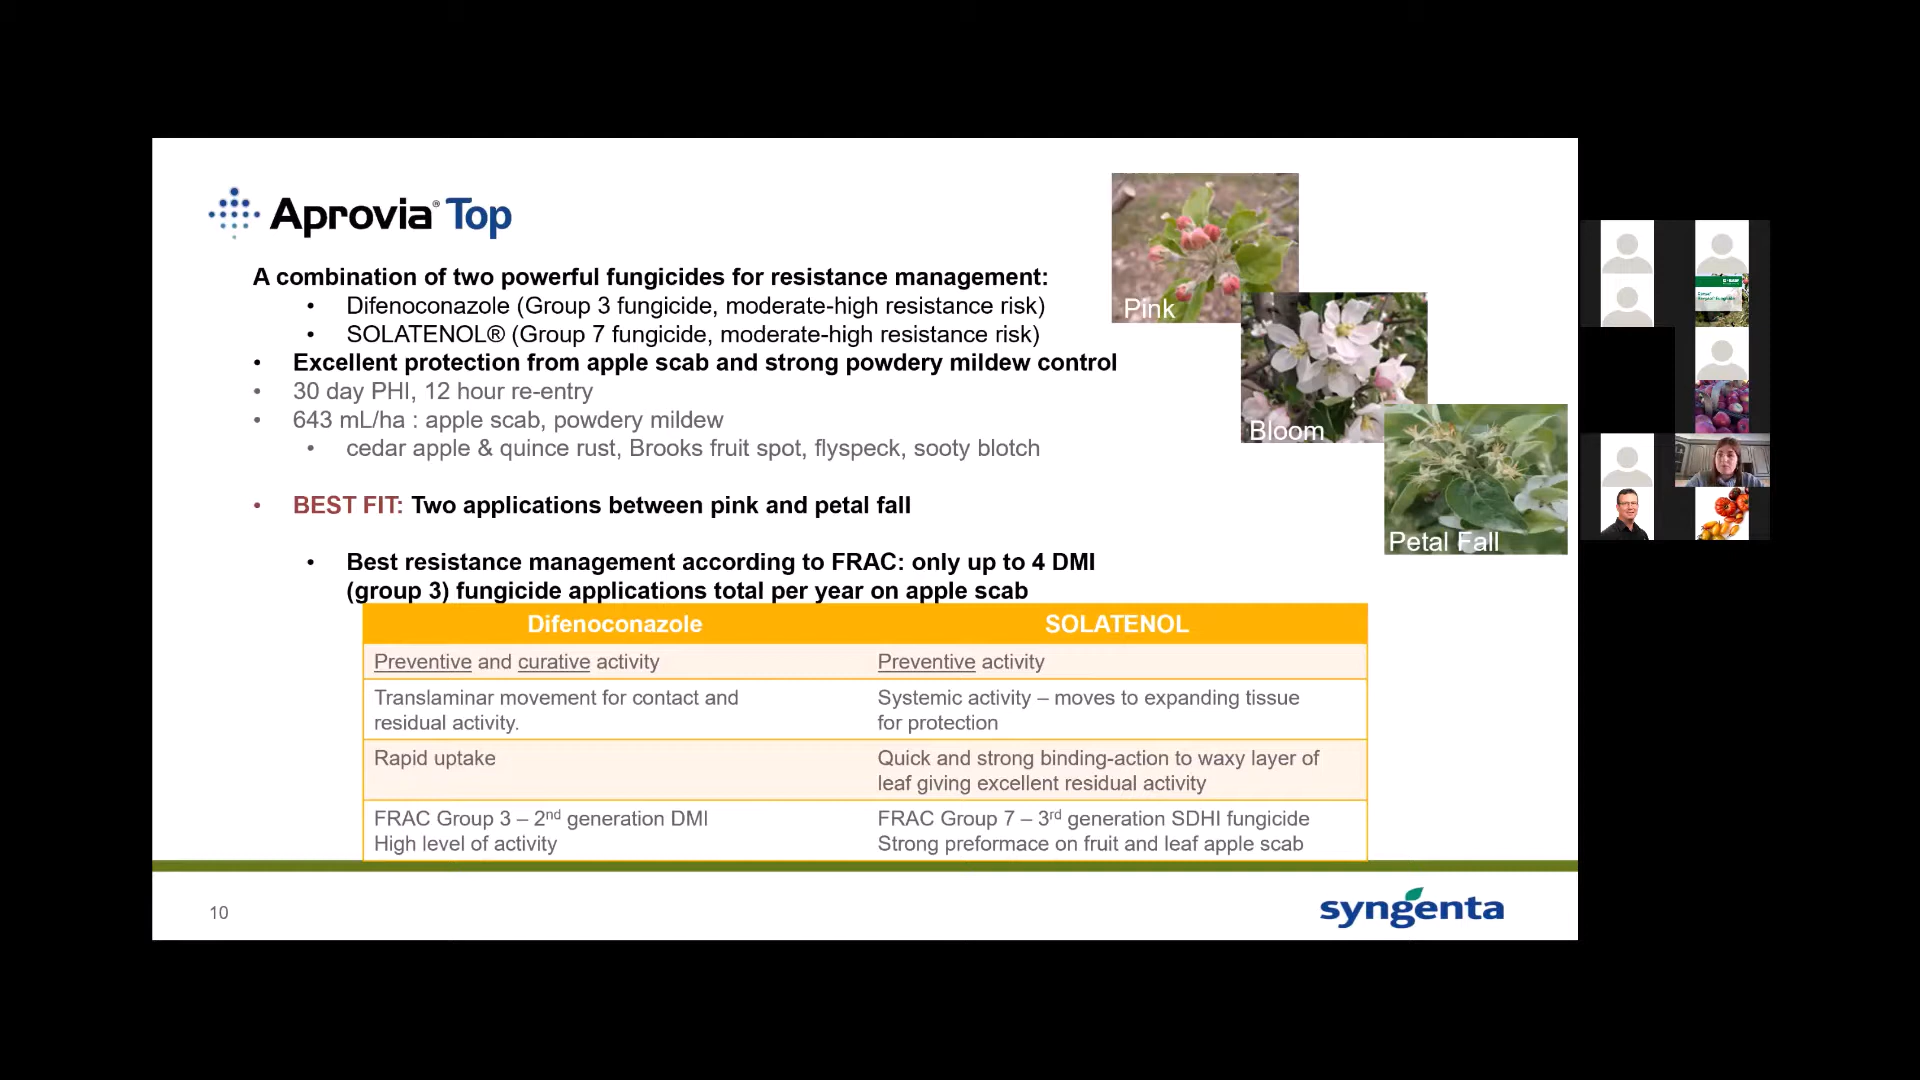 Aprovia® Top
A combination of two powerful fungicides for resistance management:
• Difenoconazole (Group 3 fungicide, moderate-high resistance risk)
• SOLATENOL® (Group 7 fungicide, moderate-high resistance risk)
• Excellent protection from apple scab and strong powdery mildew control
• 30 day PHI, 12 hour re-entry
• 643 mL/ha : apple scab, powdery mildew
• cedar apple & quince rust, Brooks fruit spot, flyspeck, sooty blotch
• BEST FIT: Two applications between pink and petal fall
• Best resistance management according to FRAC: only up to 4 DMI
(group 3) fungicide applications total per year on apple scab
Pink
Bloom
Petal Fall
Difenoconazole SOLATENOL
Preventive and curative activity
Preventive activity
Translaminar movement for contact and
residual activity.
Systemic activity – moves to expanding tissue
for protection
Rapid uptake
Quick and strong binding-action to waxy layer of
leaf giving excellent residual activity
FRAC Group 3 – 2nd generation DMI
High level of activity
FRAC Group 7 – 3rd generation SDHI fungicide
Strong preformace on fruit and leaf apple scab
10
syngenta